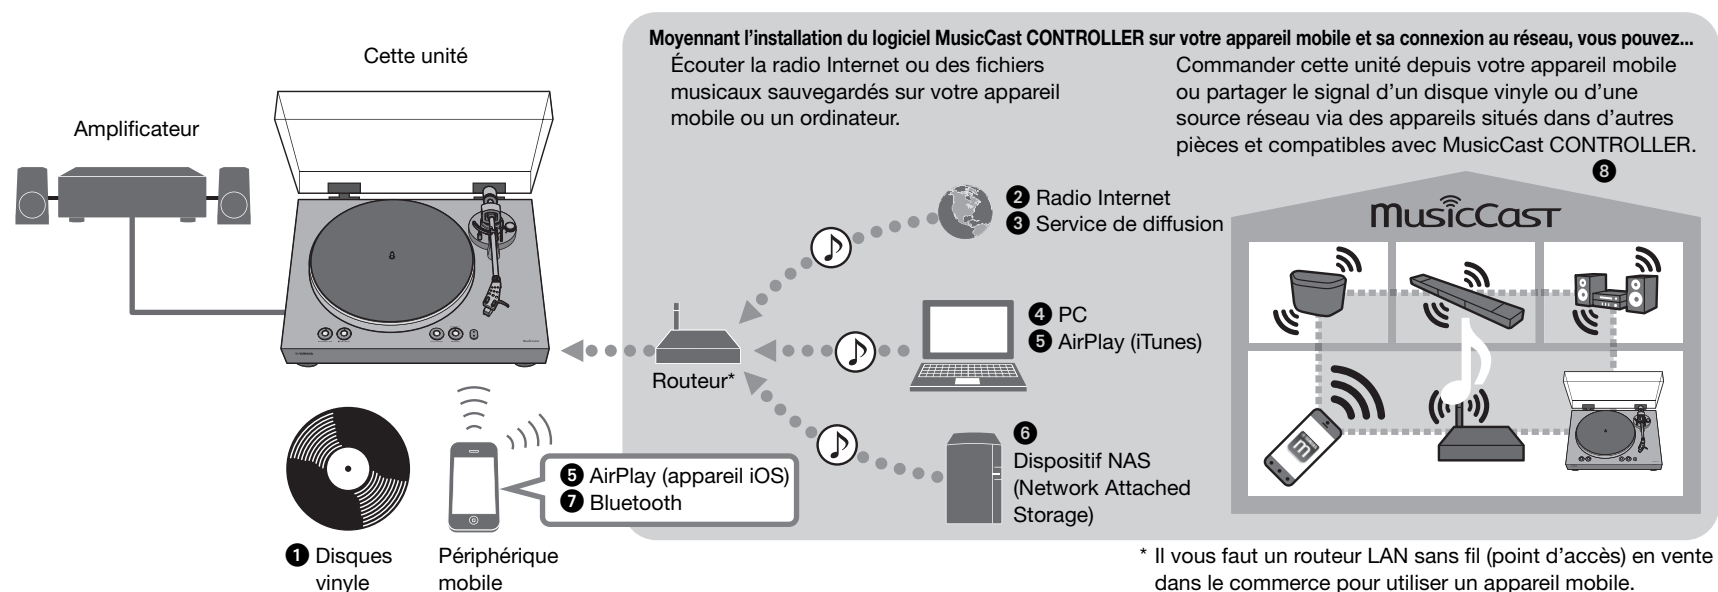 Cette unité
Amplificateur
Moyennant l’installation du logiciel MusicCast CONTROLLER sur votre appareil mobile et sa connexion au réseau, vous pouvez...
Écouter la radio Internet ou des fichiers
musicaux sauvegardés sur votre appareil
mobile ou un ordinateur.
Commander cette unité depuis votre appareil mobile
ou partager le signal d’un disque vinyle ou d’une
source réseau via des appareils situés dans d’autres
pièces et compatibles avec MusicCast CONTROLLER.
8
MusicCast
2 Radio Internet
3 Service de diffusion
4 PC
5 AirPlay (iTunes)
Routeur*
6
Dispositif NAS
(Network Attached
Storage)
5 AirPlay (appareil iOS)
7 Bluetooth
1 Disques
vinyle
Périphérique
mobile
* Il vous faut un routeur LAN sans fil (point d’accès) en vente
dans le commerce pour utiliser un appareil mobile.